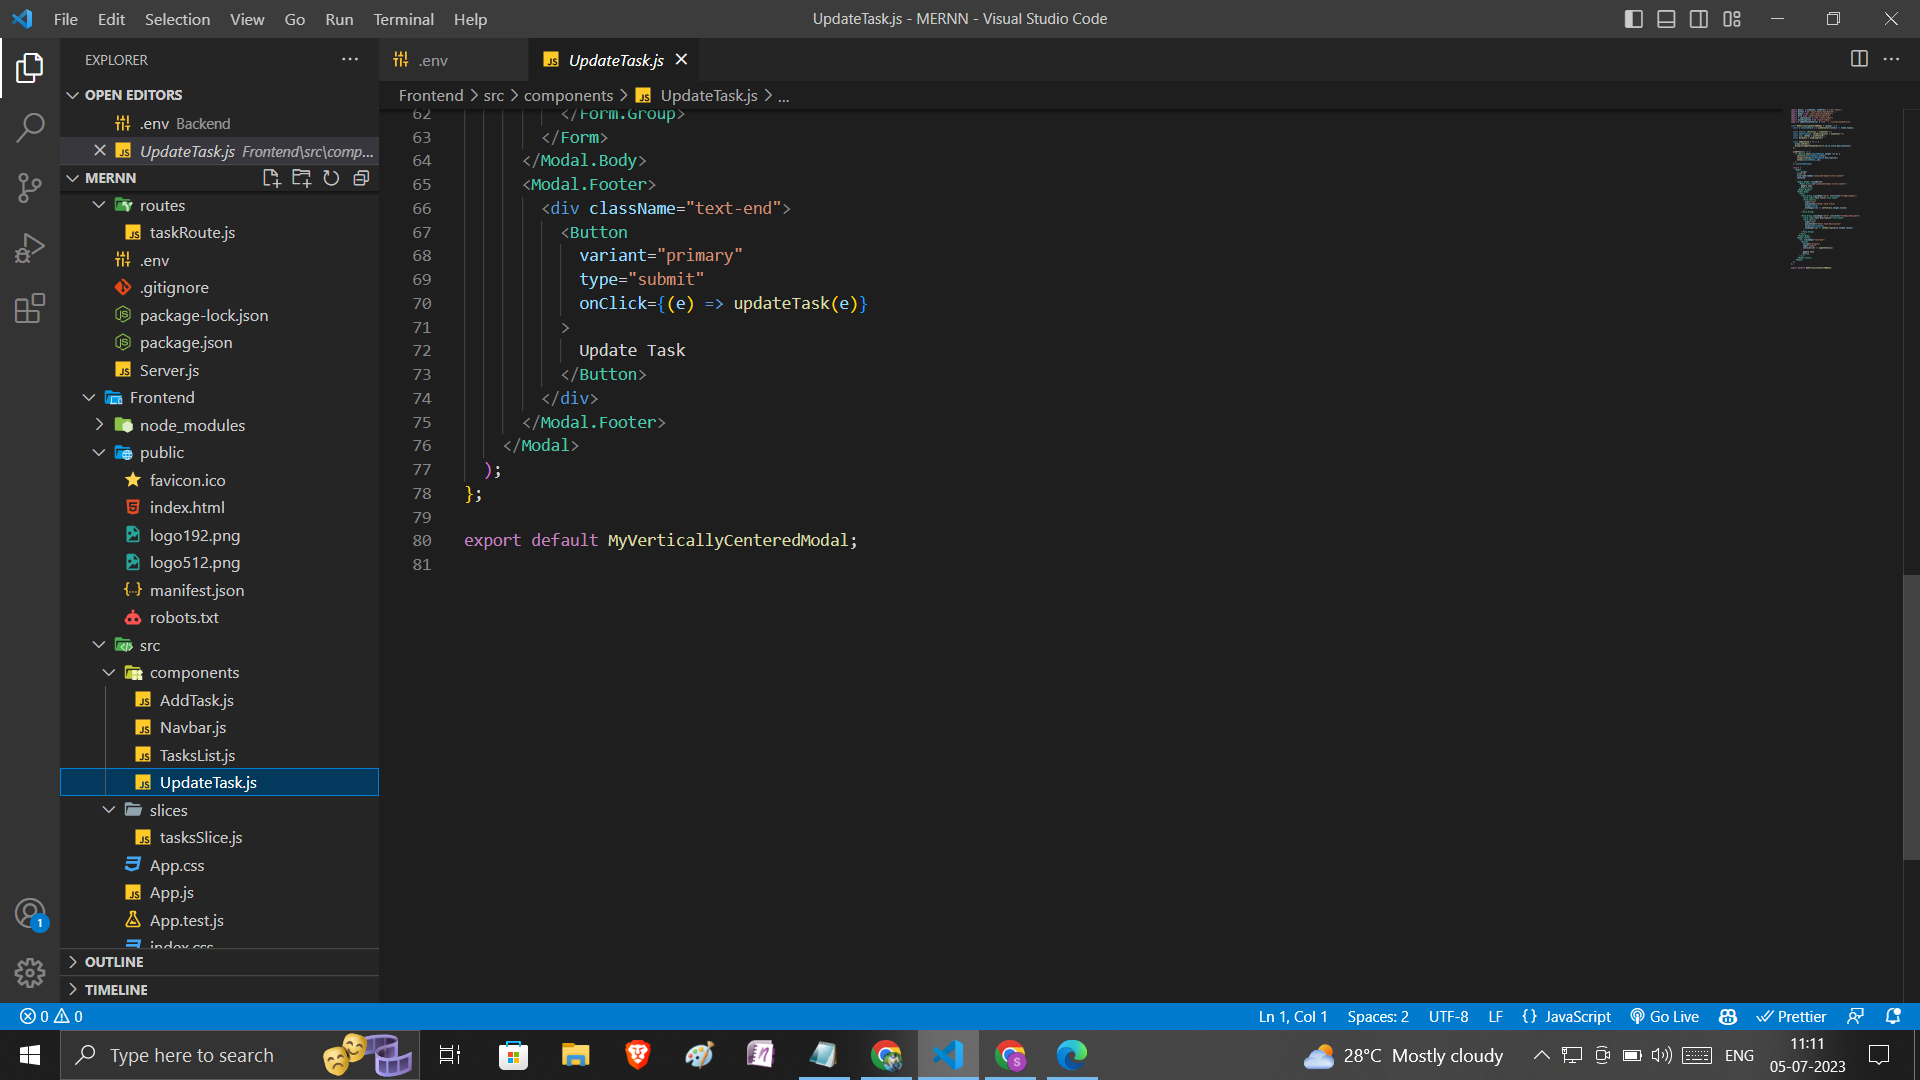 File Edit Selection View Go Run Terminal Help
UpdateTask.js - MERNN - Visual Studio Code
EXPLORER
OPEN EDITORS
.env Backend
UpdateTask.js Frontend\src\comp...
MERNN
routes
taskRoute.js
.env
.gitignore
package-lock.json
package.json
Server.js
Frontend
node_modules
public
favicon.ico
index.html
logo192.png
logo512.png
manifest.json
robots.txt
src
components
AddTask.js
Navbar.js
TasksList.js
UpdateTask.js
slices
tasksSlice.js
App.css
App.js
App.test.js
index.css
OUTLINE
TIMELINE
.env
UpdateTask.js
Frontend > src > components > UpdateTask.js > ...
62 </Form.Group>
63 </Form>
64 </Modal.Body>
65 <Modal.Footer>
66 <div className="text-end">
67 <Button
68 variant="primary"
69 type="submit"
70 onClick={(e) => updateTask(e)}
71 >
72 Update Task
73 </Button>
74 </div>
75 </Modal.Footer>
76 </Modal>
77 );
78 };
79
80 export default MyVerticallyCenteredModal;
81
1
0 0
Ln 1, Col 1 Spaces: 2 UTF-8 LF {} JavaScript Go Live Prettier
Type here to search
28°C Mostly cloudy
ENG
11:11
05-07-2023